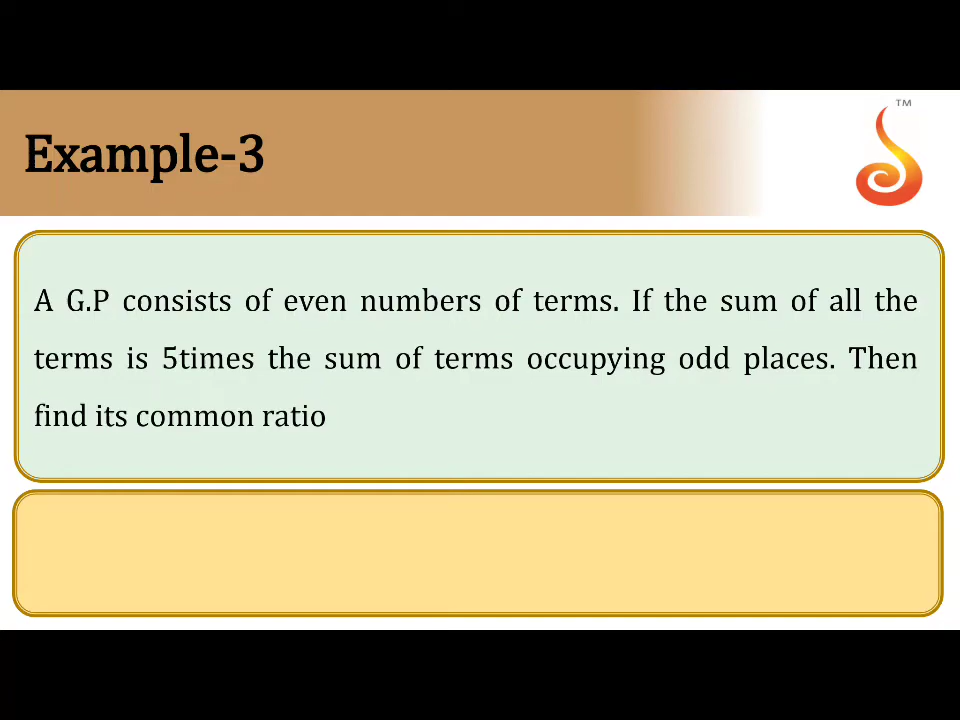 TM
Example-3
A G.P consists of even numbers of terms. If the sum of all the
terms is 5times the sum of terms occupying odd places. Then
find its common ratio